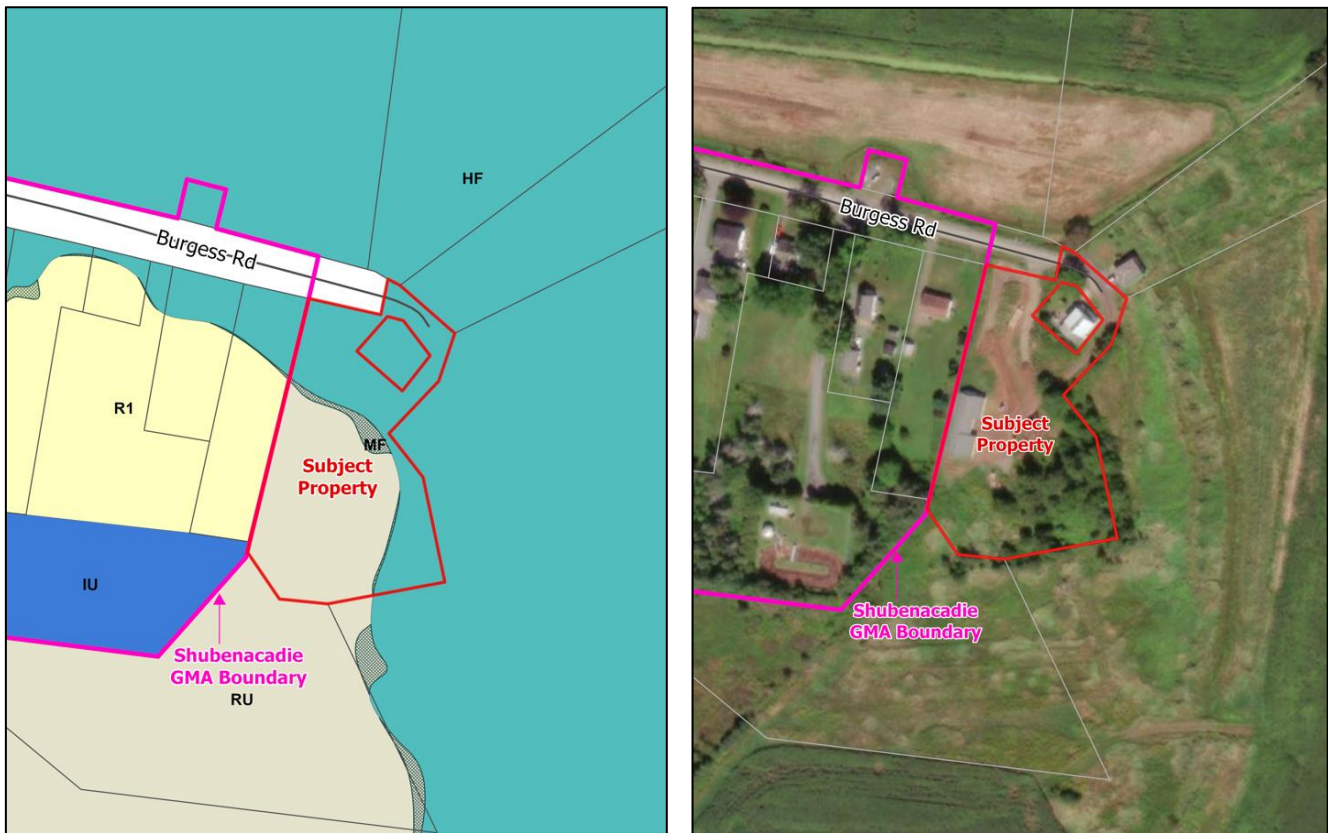 HF
Burgess-Rd
R1
MF
Subject
Property
IU
Shubenacadie
GMA Boundary
RU
Burgess Rd
Subject
Property
Shubenacadie
GMA Boundary